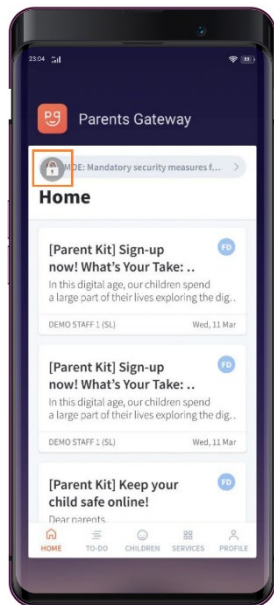 23:04
Parents Gateway
MOE: Mandatory security measures f...
Home
[Parent Kit] Sign-up FD
now! What's Your Take: ..
In this digital age, our children spend
a large part of their lives exploring the dig..
DEMO STAFF 1 (SL) Wed, 11 Mar
[Parent Kit] Sign-up FD
now! What's Your Take: ..
In this digital age, our children spend
a large part of their lives exploring the dig..
DEMO STAFF 1 (SL) Wed, 11 Mar
[Parent Kit] Keep your FD
child safe online!
Dear parents,
HOME TO-DO CHILDREN SERVICES PROFILE